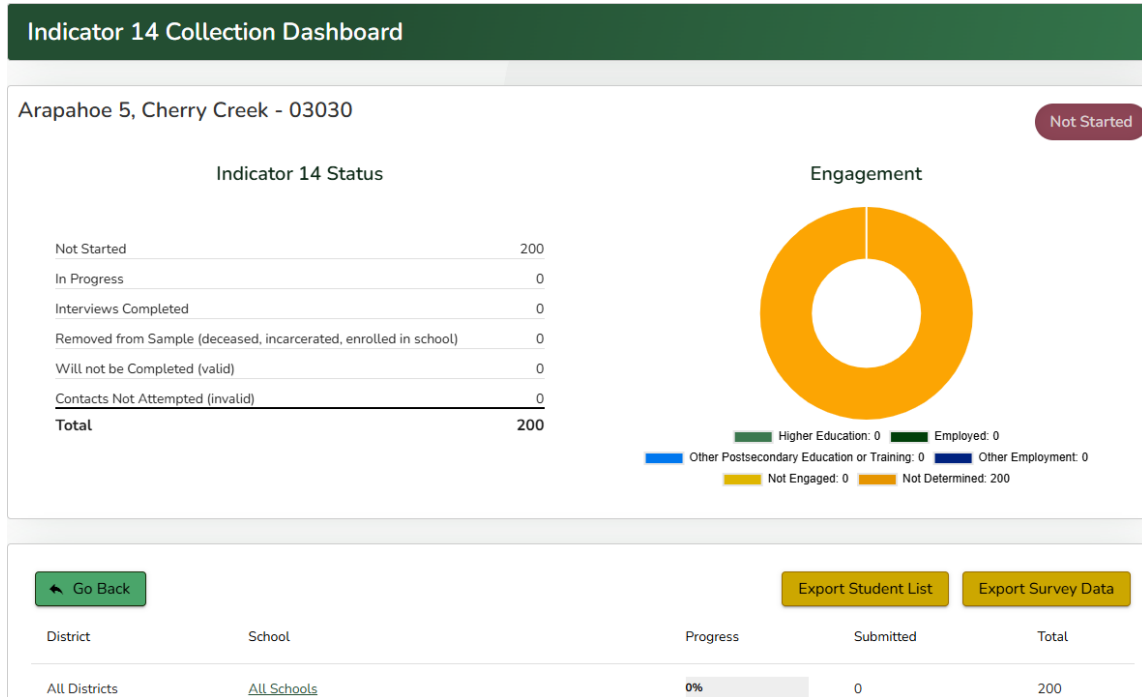 Indicator 14 Collection Dashboard
Arapahoe 5, Cherry Creek - 03030
Not Started
Indicator 14 Status
Not Started 200
In Progress 0
Interviews Completed 0
Removed from Sample (deceased, incarcerated, enrolled in school) 0
Will not be Completed (valid) 0
Contacts Not Attempted (invalid) 0
Total 200
Engagement
Higher Education: 0 Employed: 0
Other Postsecondary Education or Training: 0 Other Employment: 0
Not Engaged: 0 Not Determined: 200
Go Back
Export Student List
Export Survey Data
District School Progress Submitted Total
All Districts All Schools 0% 0 200